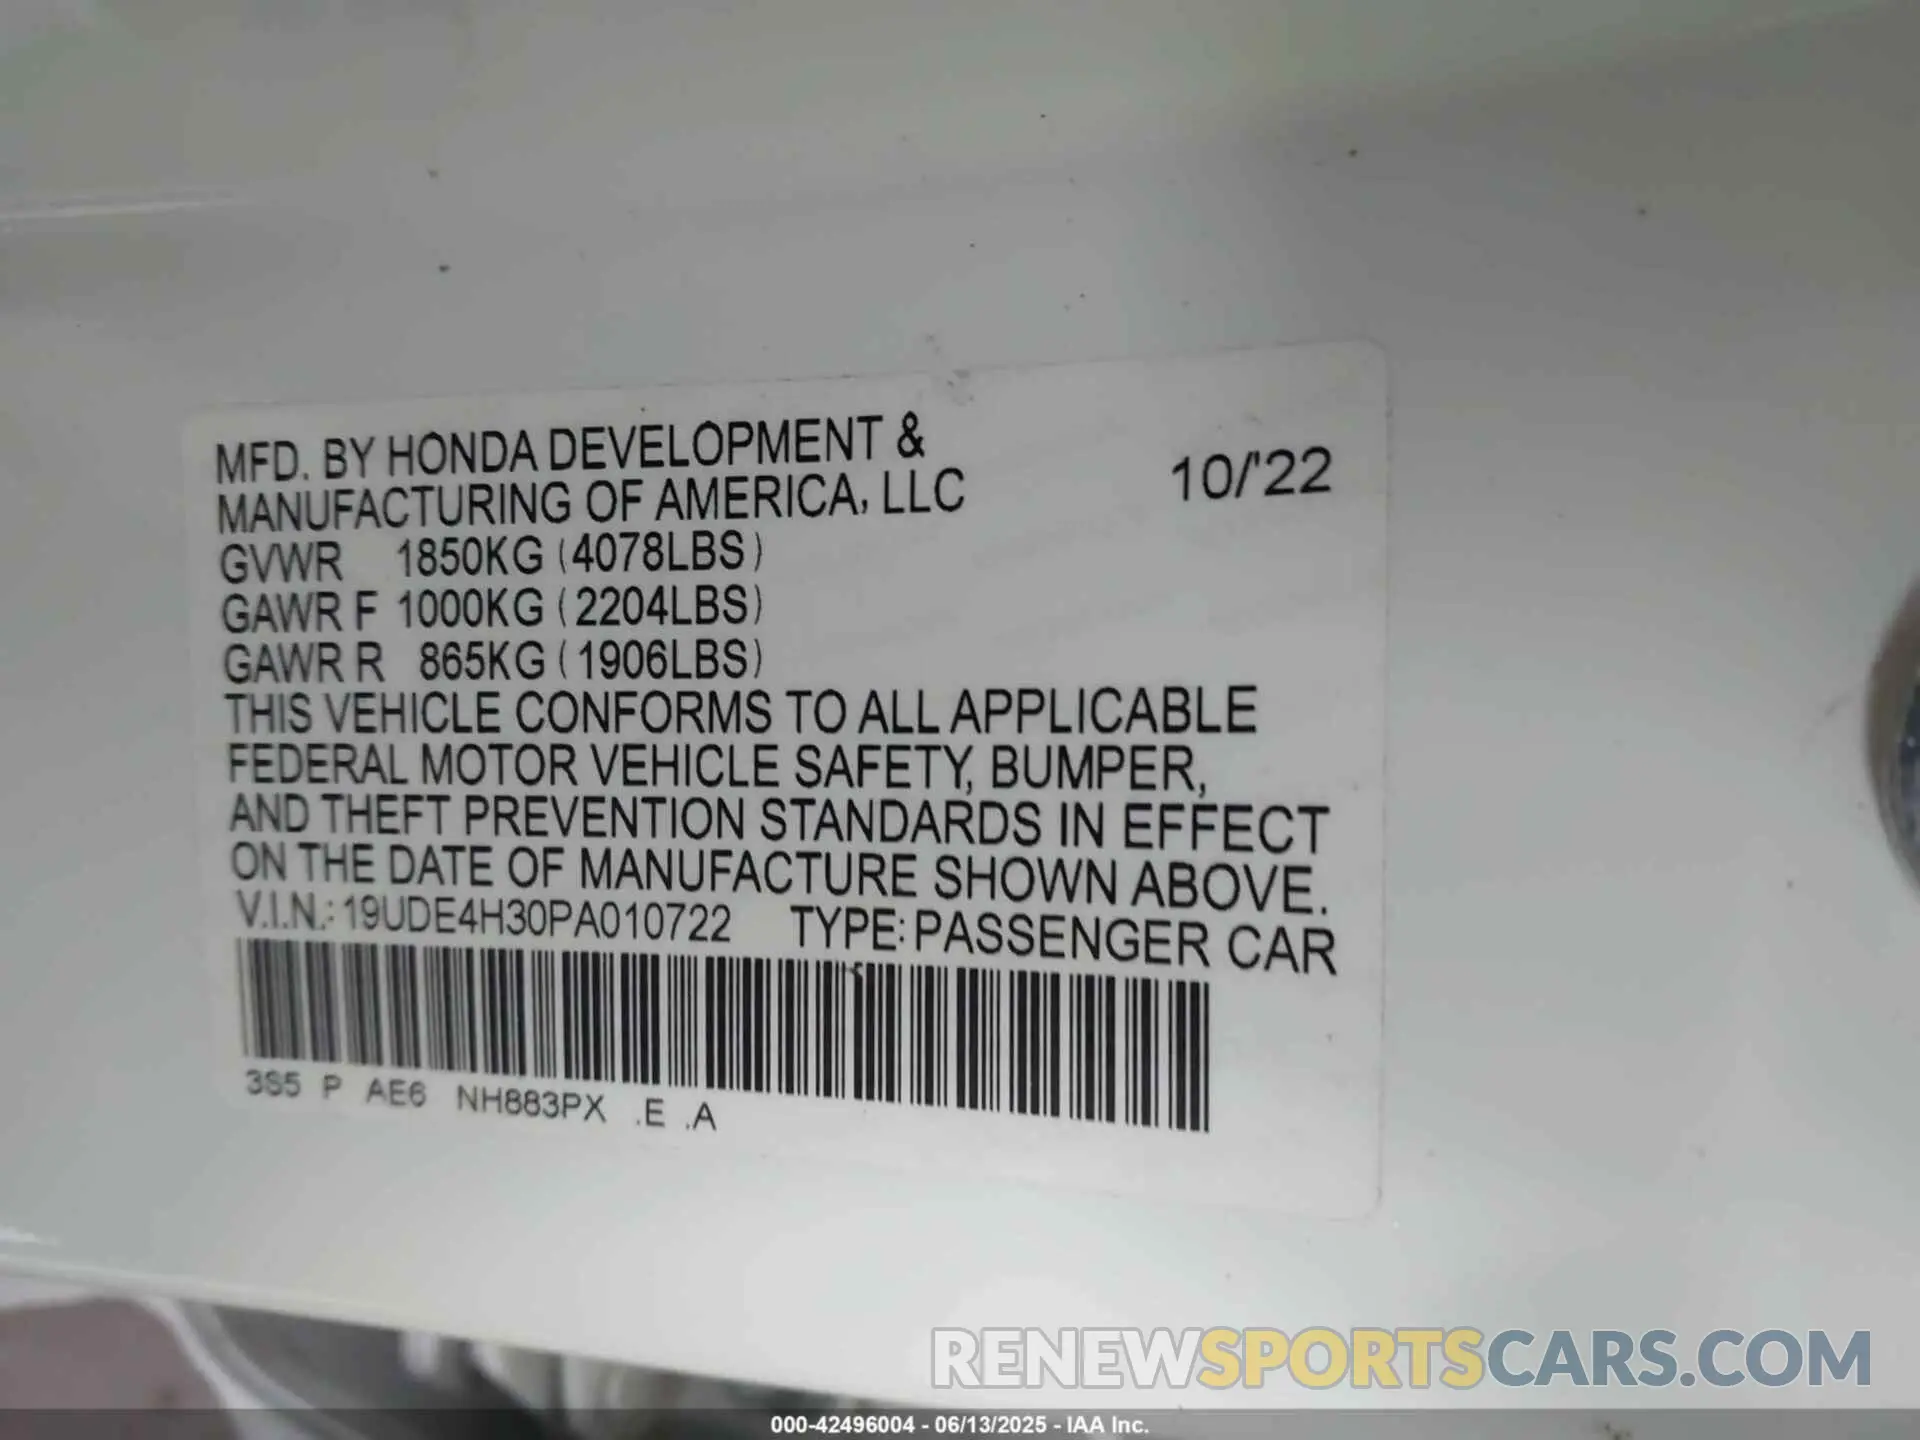 MFD. BY HONDA DEVELOPMENT &
MANUFACTURING OF AMERICA, LLC 10/'22
GVWR 1850KG (4078LBS)
GAWR F 1000KG (2204LBS)
GAWR R 865KG (1906LBS)
THIS VEHICLE CONFORMS TO ALL APPLICABLE
FEDERAL MOTOR VEHICLE SAFETY, BUMPER,
AND THEFT PREVENTION STANDARDS IN EFFECT
ON THE DATE OF MANUFACTURE SHOWN ABOVE.
V.I.N.: 19UDE4H30PA010722 TYPE: PASSENGER CAR
3S5 P AE6 NH883PX .E .A
RENEWSPORTSCARS.COM
000-42496004 - 06/13/2025 - IAA Inc.